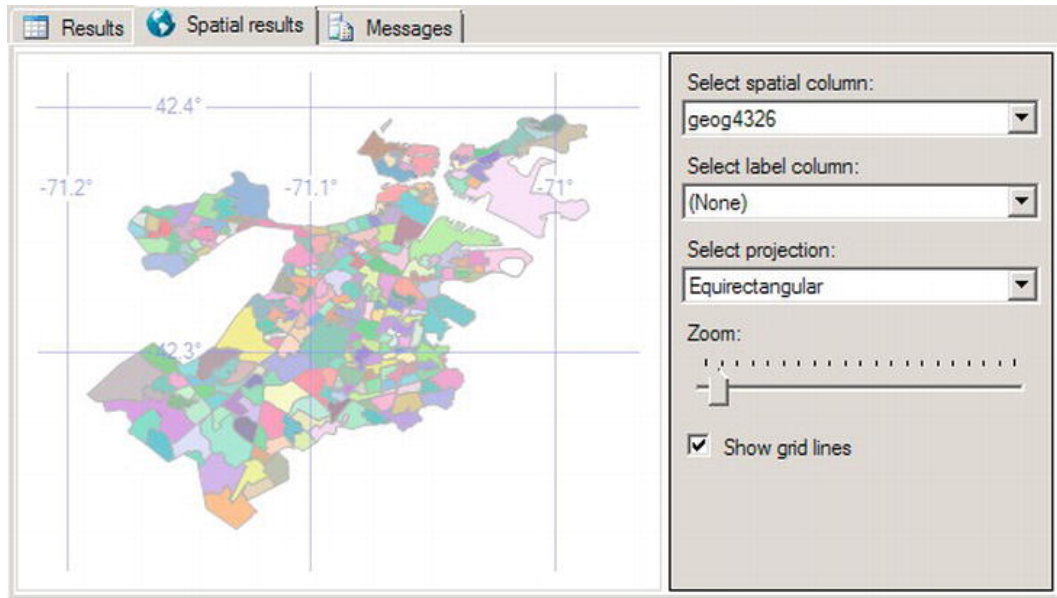 Results
Spatial results
Messages
42.4°
-71.2°
-71.1°
-71°
42.3°
Select spatial column:
geog4326
Select label column:
(None)
Select projection:
Equirectangular
Zoom:
Show grid lines